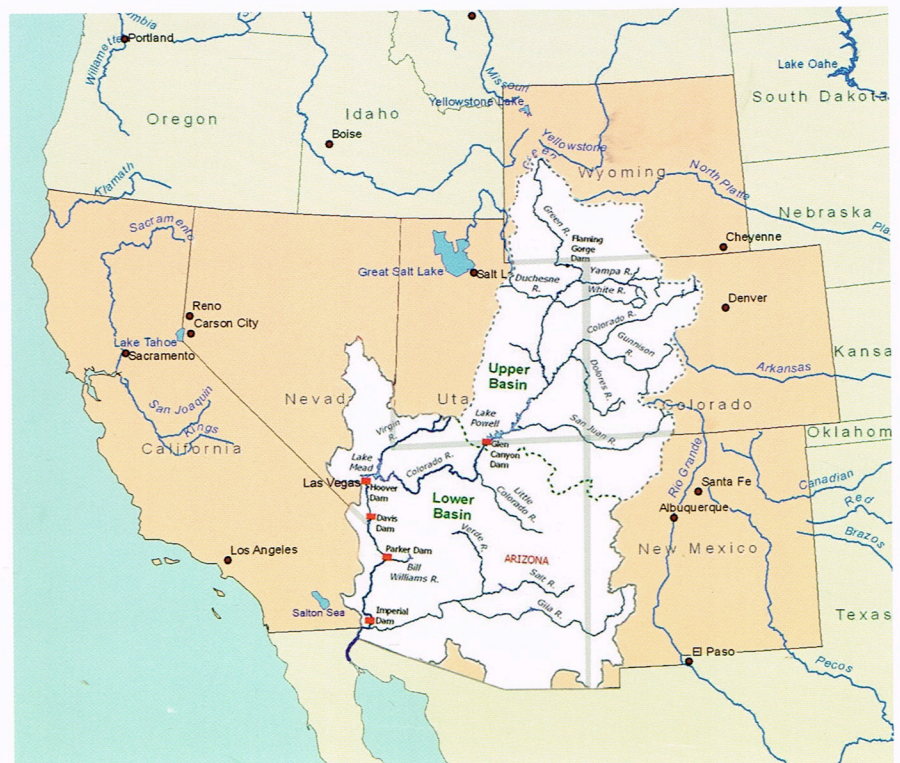 mbia
Portland
Willamette
Oregon
Idaho
Boise
Missouri
Yellowstone Lake
Lake Oahe
South Dakota
Yellowstone
Green
Wyoming
North Platte
Nebraska
Pla
Cheyenne
Klamath
Sacramento
Great Salt Lake
Salt L
Green R.
Flaming
Gorge
Dam
Duchesne
R.
Yampa R.
White R.
Reno
Carson City
Lake Tahoe
Sacramento
Colorado R.
Gunnison
R.
Denver
Kansa
Arkansas
Upper
Basin
Dolores R.
Nevad
Uta
Colorado
San Joaquin
Kings
California
Virgin
R.
Lake
Powell
Glen
Canyon
Dam
San Juan R.
Oklahom
Rio Grande
Canadian
Red
Brazos
Lake
Mead
Colorado R.
Las Vegas
Hoover
Dam
Lower
Basin
Little
Colorado R.
Santa Fe
Albuquerque
Davis
Dam
Verde R.
New Mexico
Los Angeles
Parker Dam
Bill
Williams R.
ARIZONA
Salt R.
Salton Sea
Imperial
Dam
Gila R.
Texas
El Paso
Pecos